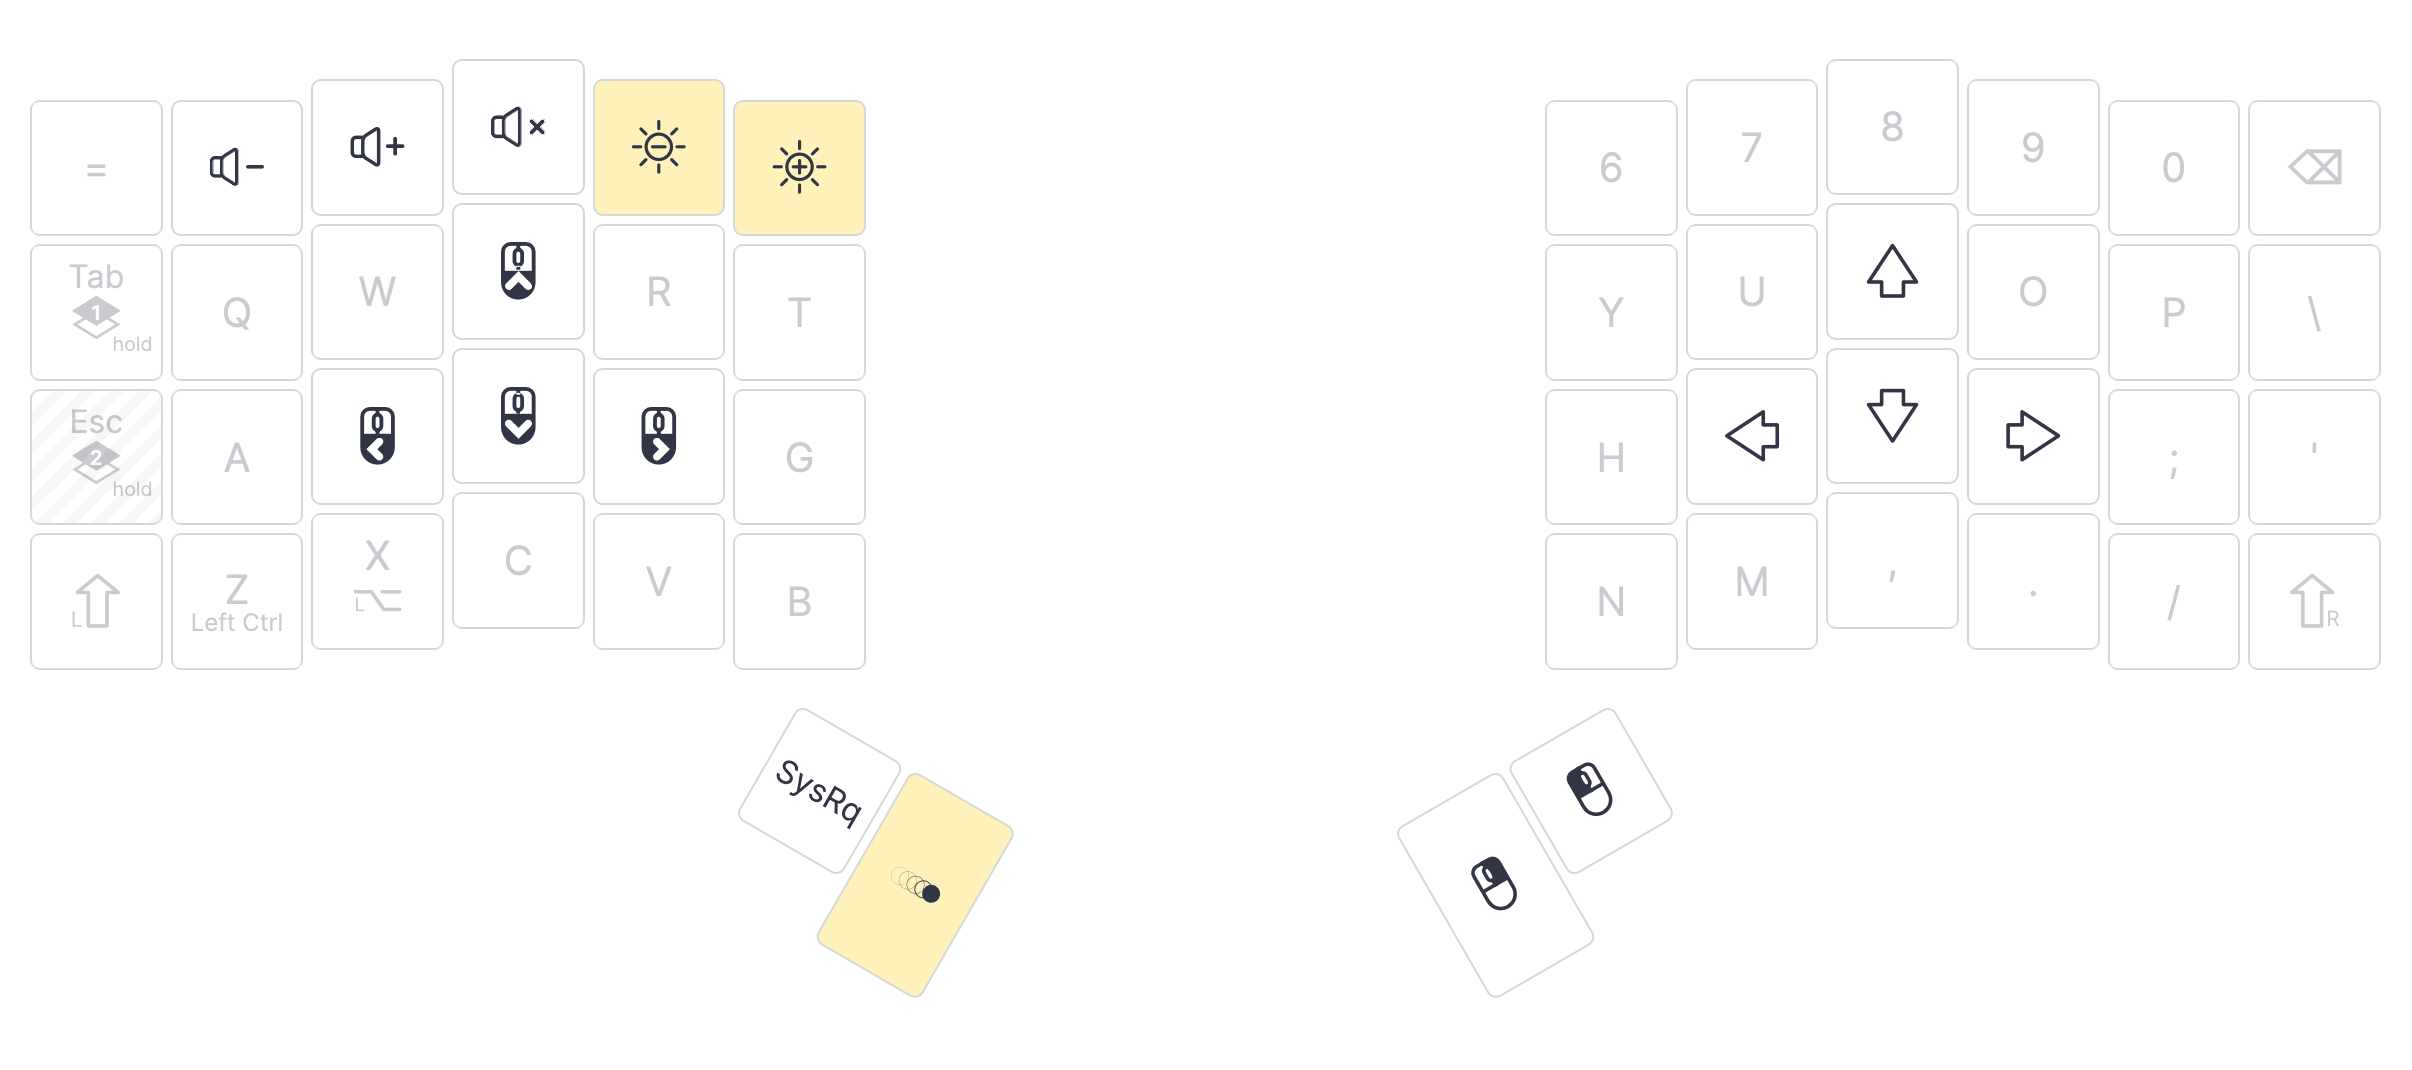 =
6
7
8
9
0
Tab
1
hold
Q
W
R
T
Y
U
O
P
\
Esc
2
hold
A
G
H
;
'
L
Z
Left Ctrl
X
L
C
V
B
N
M
,
.
/
R
SysRq